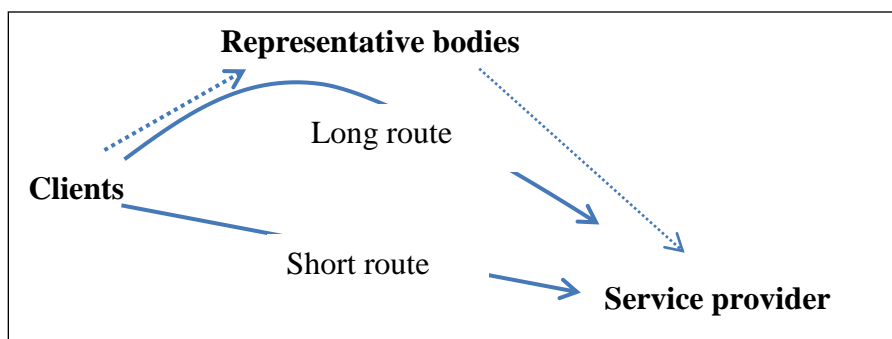 Representative bodies
Long route
Clients
Short route
Service provider